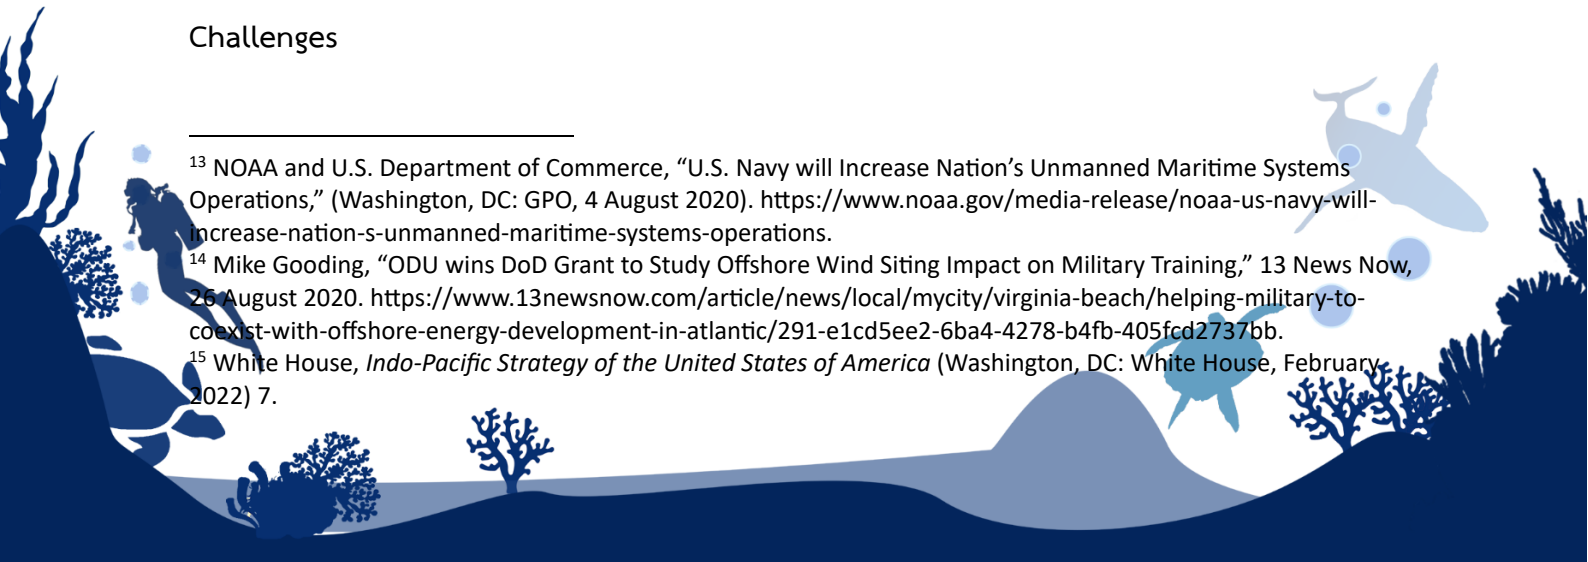 Challenges
13 NOAA and U.S. Department of Commerce, “U.S. Navy will Increase Nation’s Unmanned Maritime Systems
Operations,” (Washington, DC: GPO, 4 August 2020). https://www.noaa.gov/media-release/noaa-us-navy-will-
increase-nation-s-unmanned-maritime-systems-operations.
14 Mike Gooding, “ODU wins DoD Grant to Study Offshore Wind Siting Impact on Military Training,” 13 News Now,
26 August 2020. https://www.13newsnow.com/article/news/local/mycity/virginia-beach/helping-military-to-
coexist-with-offshore-energy-development-in-atlantic/291-e1cd5ee2-6ba4-4278-b4fb-405fcd2737bb.
15 White House, Indo-Pacific Strategy of the United States of America (Washington, DC: White House, February
2022) 7.